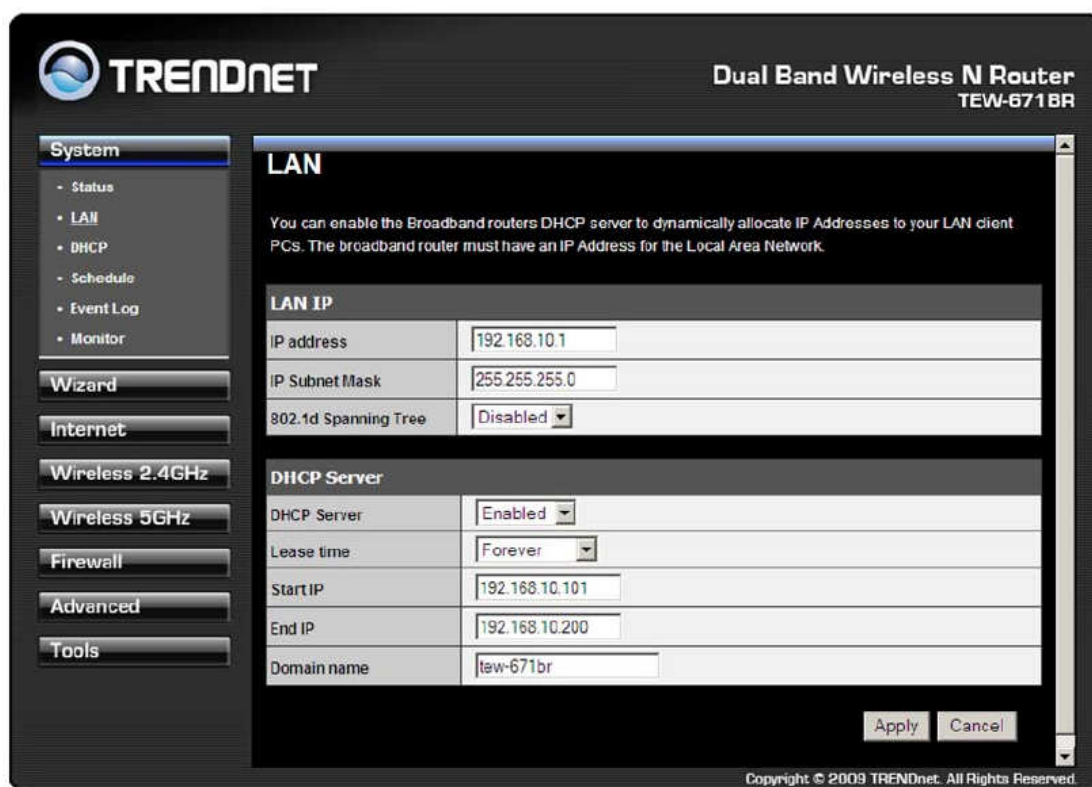 TRENDNET
Dual Band Wireless N Router
TEW-671BR
System
Status
LAN
DHCP
Schedule
Event Log
Monitor
Wizard
Internet
Wireless 2.4GHz
Wireless 5GHz
Firewall
Advanced
Tools
LAN
You can enable the Broadband routers DHCP server to dynamically allocate IP Addresses to your LAN client
PCs. The broadband router must have an IP Address for the Local Area Network.
LAN IP
IP address 192.168.10.1
IP Subnet Mask 255.255.255.0
802.1d Spanning Tree Disabled
DHCP Server
DHCP Server Enabled
Lease time Forever
Start IP 192.168.10.101
End IP 192.168.10.200
Domain name tew-671br
Apply Cancel
Copyright © 2009 TRENDnet. All Rights Reserved.